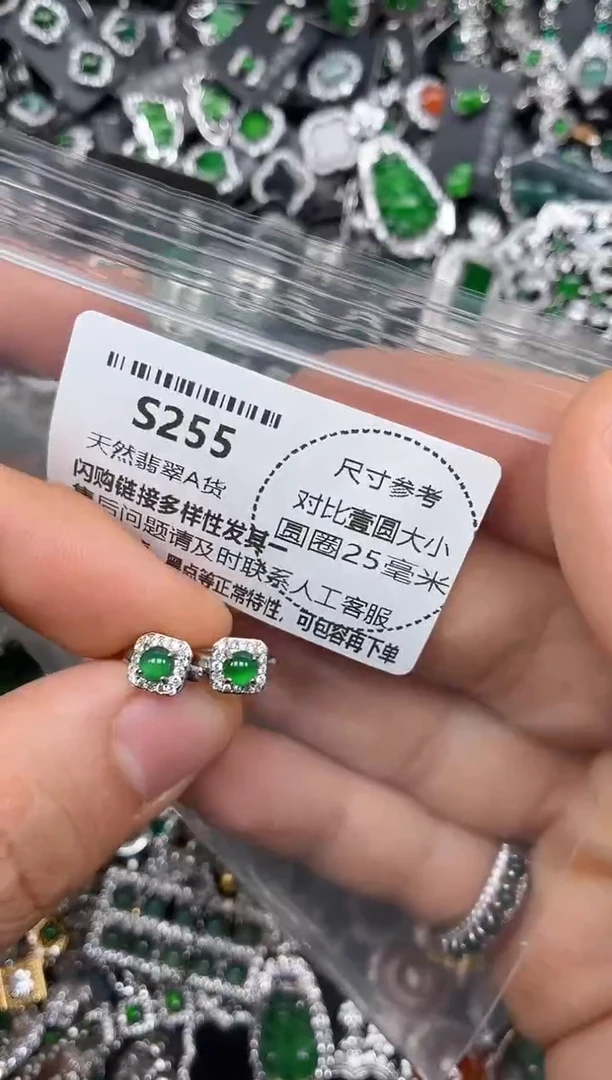 S255
天然翡翠A货
闪购链接多样性发其一
售后问题请及时联系人工客服
黑点等正常特性，可包容再下单
尺寸参考
对比壹圆大小
圆圈25毫米